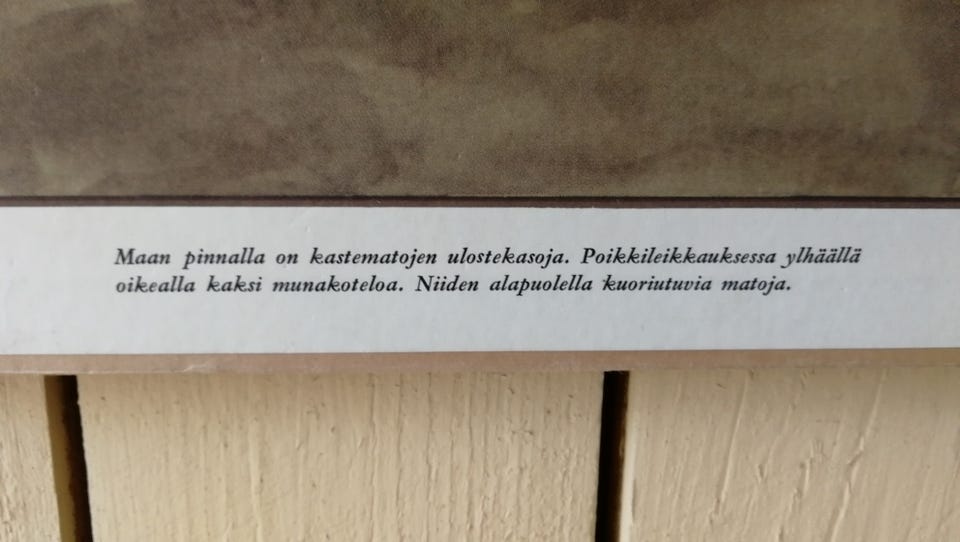 Maan pinnalla on kastematojen ulostekasoja. Poikkileikkauksessa ylhäällä
oikealla kaksi munakoteloa. Niiden alapuolella kuoriutuvia matoja.